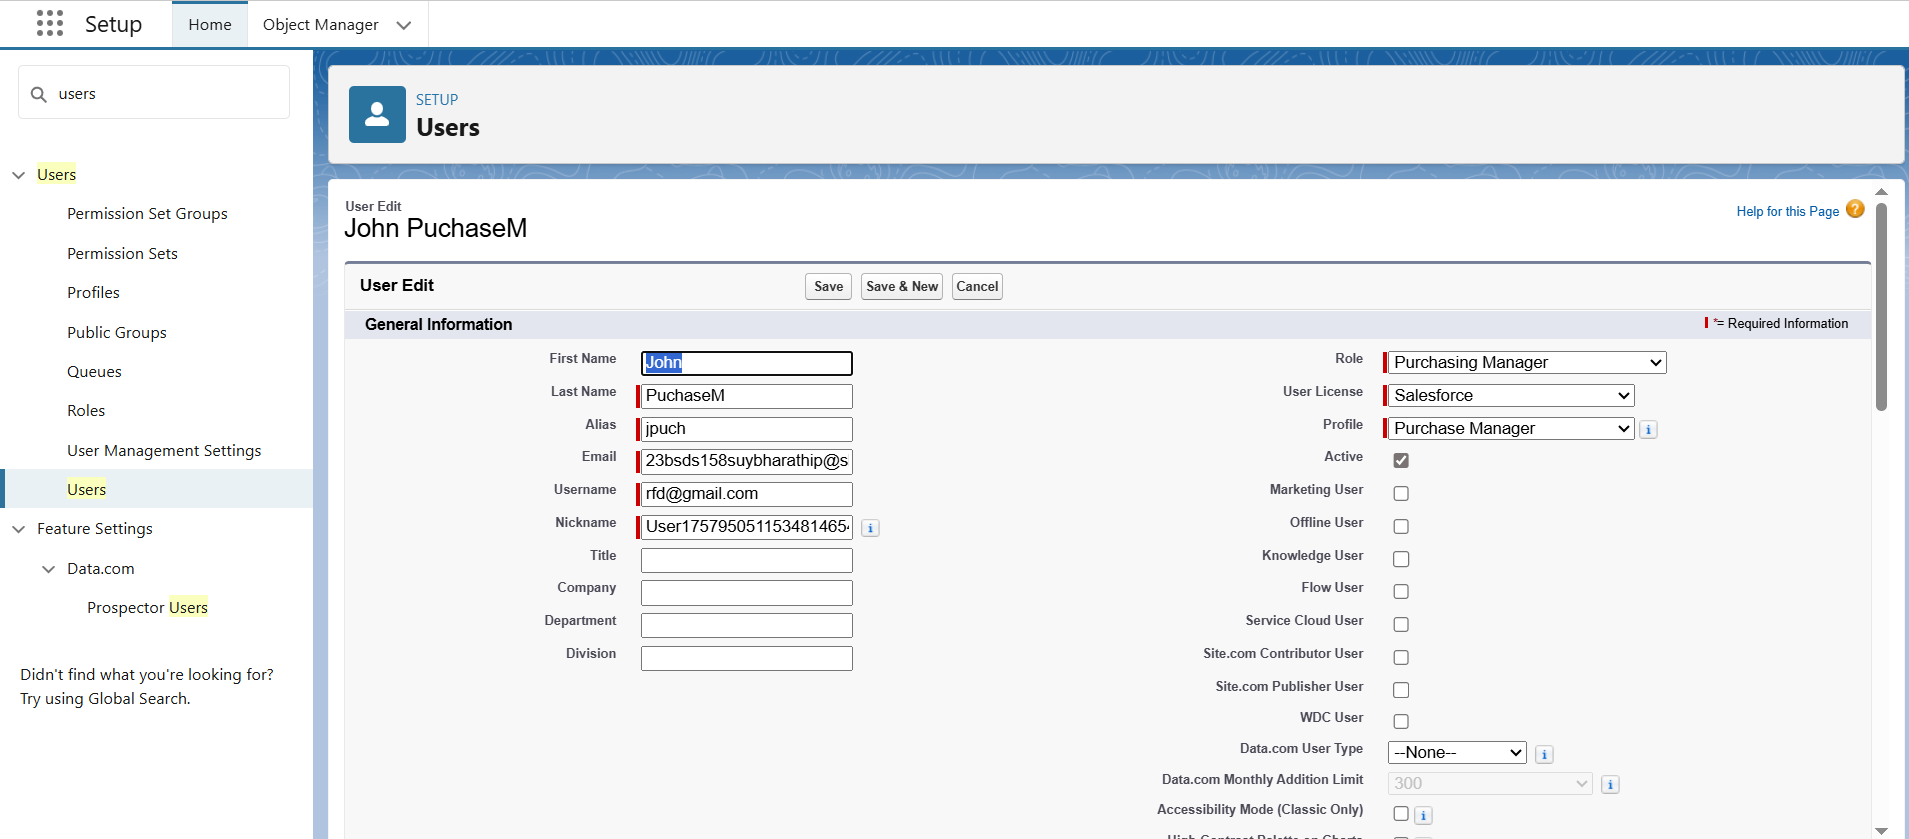 Setup
Home
Object Manager
users
Users
Permission Set Groups
Permission Sets
Profiles
Public Groups
Queues
Roles
User Management Settings
Users
Feature Settings
Data.com
Prospector Users
Didn't find what you're looking for?
Try using Global Search.
SETUP
Users
User Edit
John PuchaseM
Help for this Page ?
User Edit
Save
Save & New
Cancel
General Information
*= Required Information
First Name John
Last Name PuchaseM
Alias jpuch
Email 23bsds158suybharathip@s
Username rfd@gmail.com
Nickname User175795051153481465
Title
Company
Department
Division
Role Purchasing Manager
User License Salesforce
Profile Purchase Manager
Active
Marketing User
Offline User
Knowledge User
Flow User
Service Cloud User
Site.com Contributor User
Site.com Publisher User
WDC User
Data.com User Type --None--
Data.com Monthly Addition Limit 300
Accessibility Mode (Classic Only)
High Contrast Palette on Charts